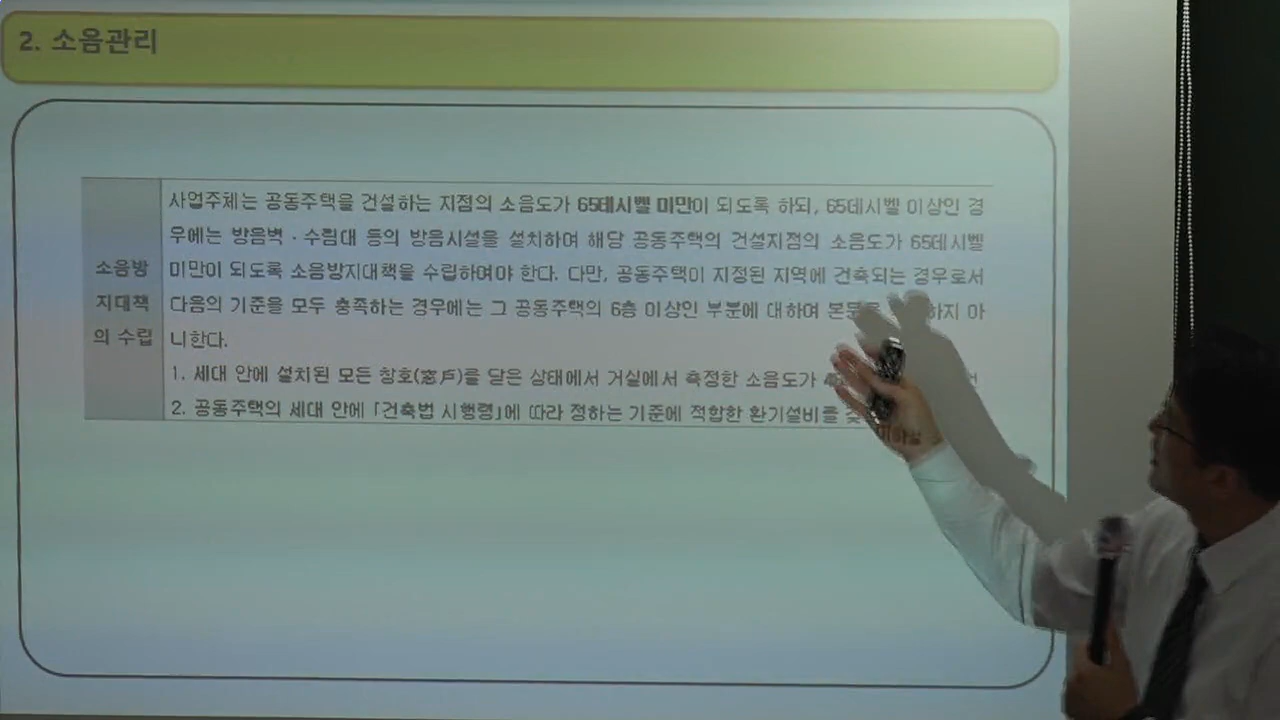 2. 소음관리
소음방
지대책
의 수립
사업주체는 공동주택을 건설하는 지점의 소음도가 65데시벨 미만이 되도록 하되, 65데시벨 이상인 경
우에는 방음벽 · 수림대 등의 방음시설을 설치하여 해당 공동주택의 건설지점의 소음도가 65데시벨
미만이 되도록 소음방지대책을 수립하여야 한다. 다만, 공동주택이 지정된 지역에 건축되는 경우로서
다음의 기준을 모두 충족하는 경우에는 그 공동주택의 6층 이상인 부분에 대하여 하지 아
니한다.
1. 세대 안에 설치된 모든 창호(窓戶)를 닫은 상태에서 거실에서 측정한 소음도가
2. 공동주택의 세대 안에 「건축법 시행령」에 따라 정하는 기준에 적합한 환기설비를